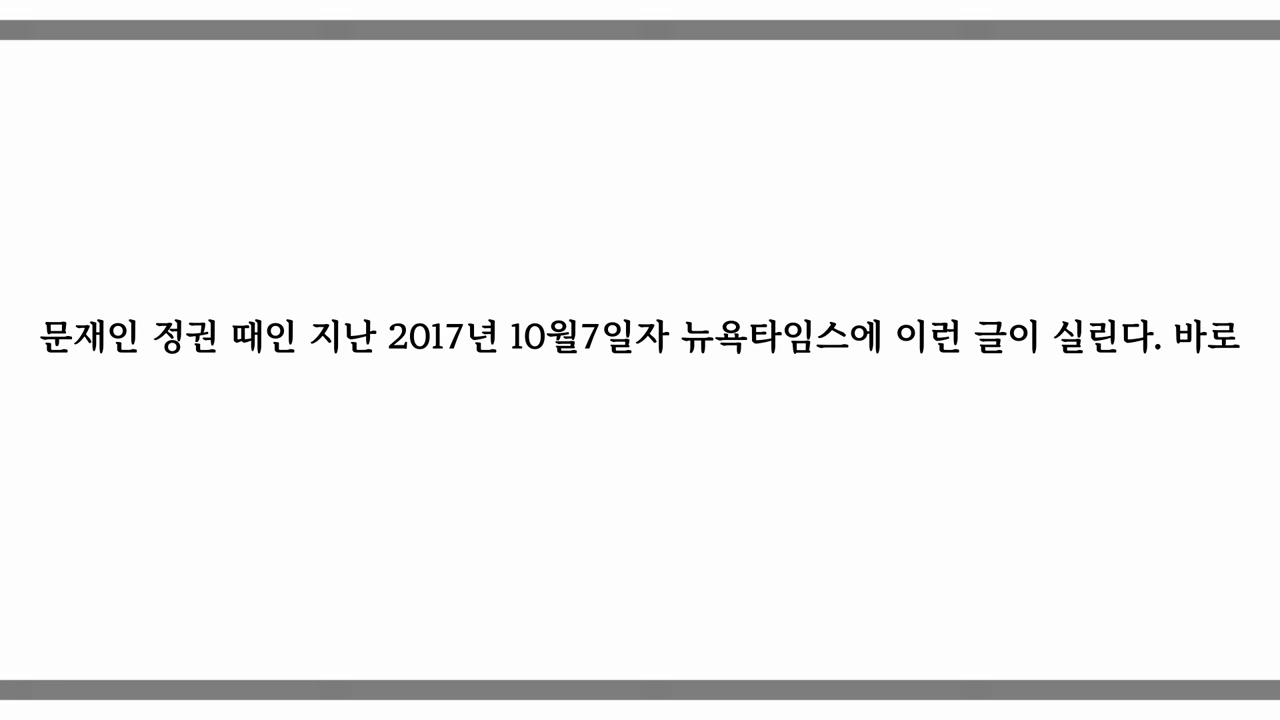 문재인 정권 때인 지난 2017년 10월7일자 뉴욕타임스에 이런 글이 실린다. 바로